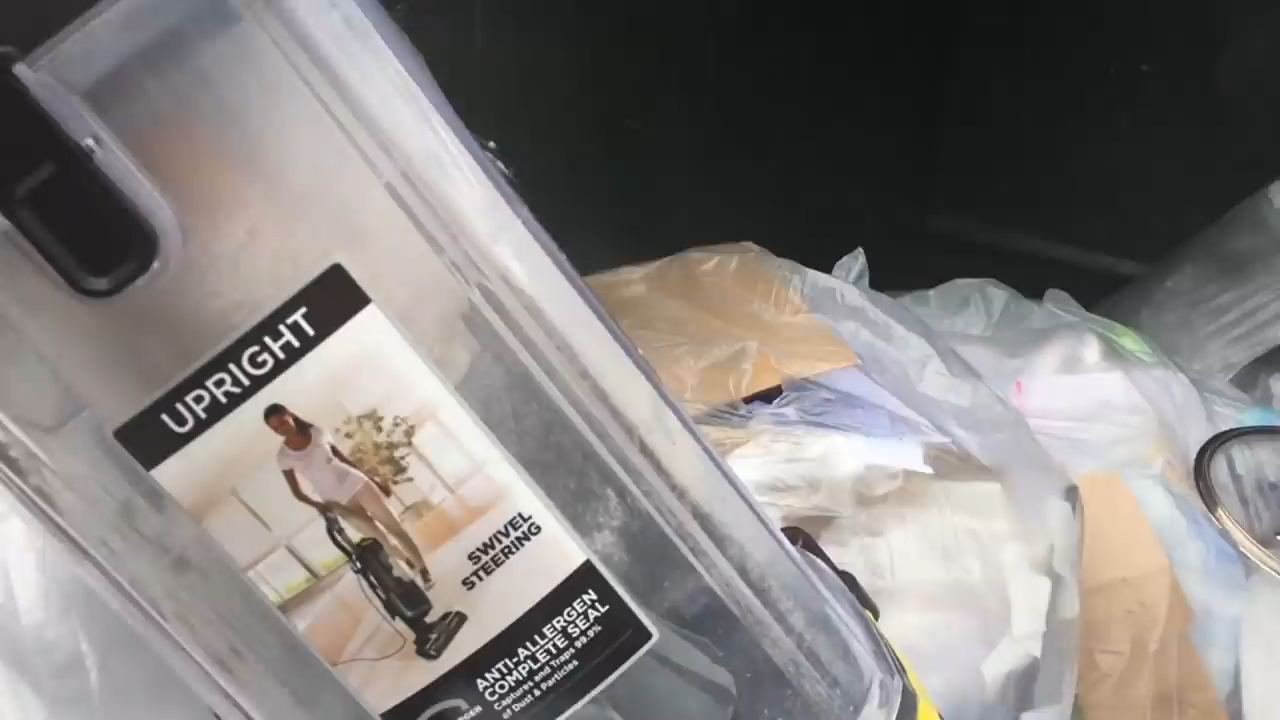 UPRIGHT
SWIVEL
STEERING
ANTI-ALLERGEN
COMPLETE SEAL
Captures and Traps 99.9%
of Dust & Particles